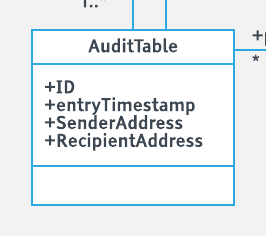 AuditTable
*
+ID
+entryTimestamp
+SenderAddress
+RecipientAddress